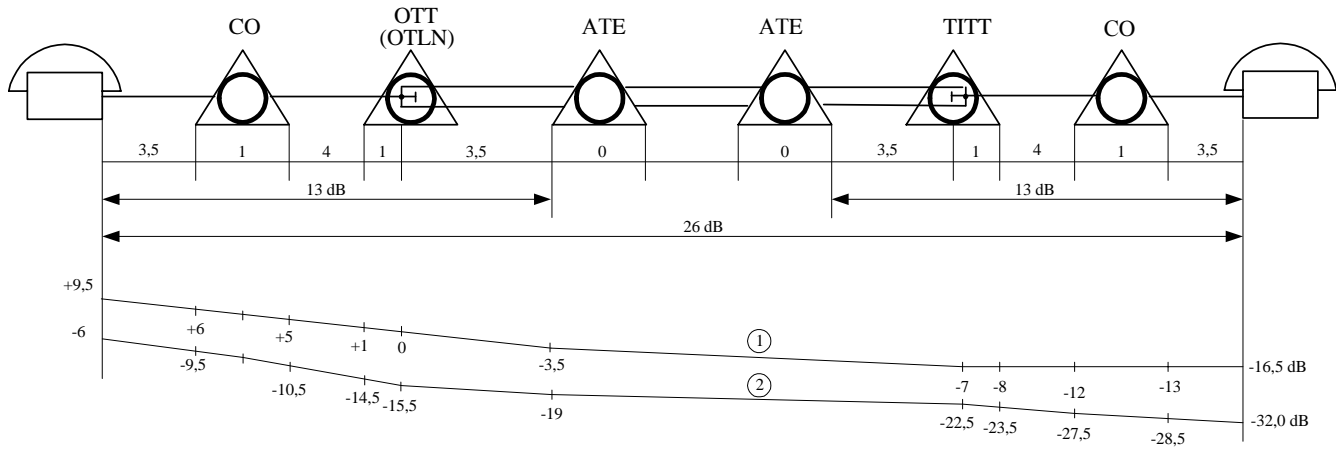 CO
OTT
(OTLN)
ATE
ATE
TITT
CO
3,5
1
4
1
3,5
0
0
3,5
1
4
1
3,5
13 dB
13 dB
26 dB
+9,5
-6
+6
+5
+1
0
-3,5
1
-7
-8
-12
-13
-16,5 dB
-9,5
-10,5
-14,5
-15,5
-19
2
-22,5
-23,5
-27,5
-28,5
-32,0 dB